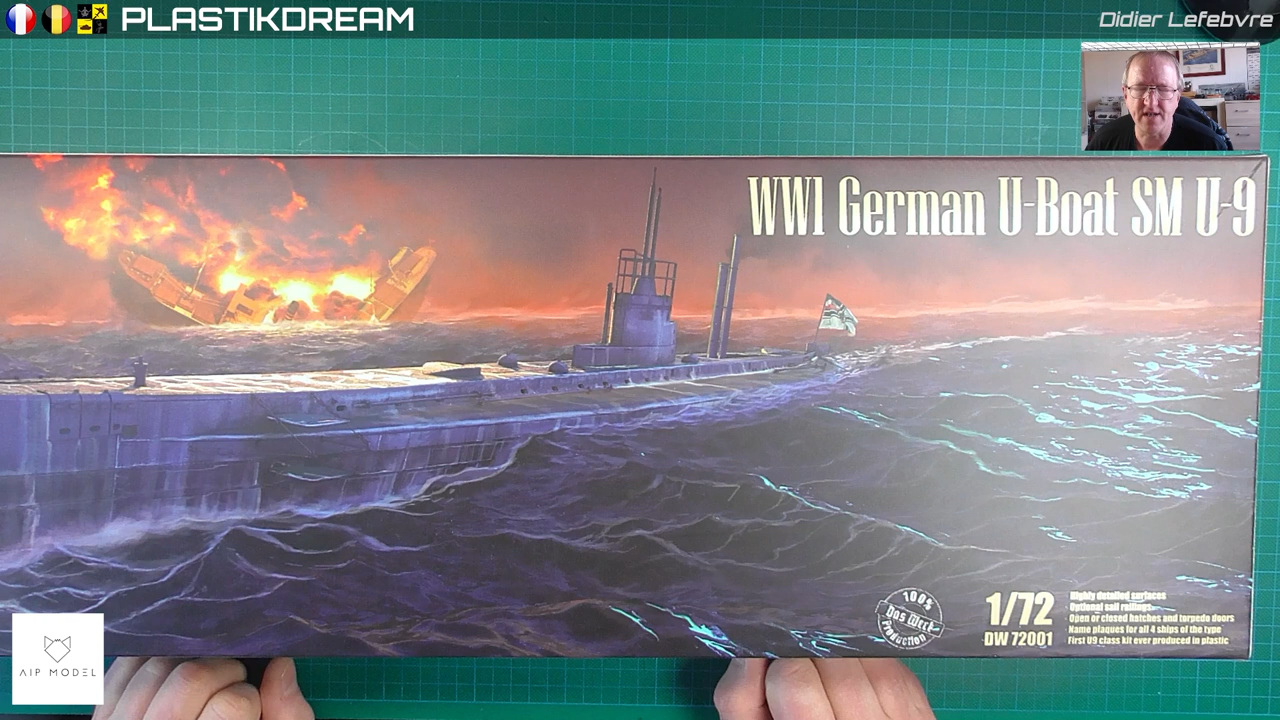 PLASTIKDREAM
Didier Lefebvre
WW1 German U-Boat SM U-9
100%
Das Werk
Production
1/72
DW 72001
Highly detailed surfaces
Optional sail railings
Open or closed hatches and torpedo doors
Name plaques for all 4 ships of the type
First U9 class kit ever produced in plastic
AIP MODEL